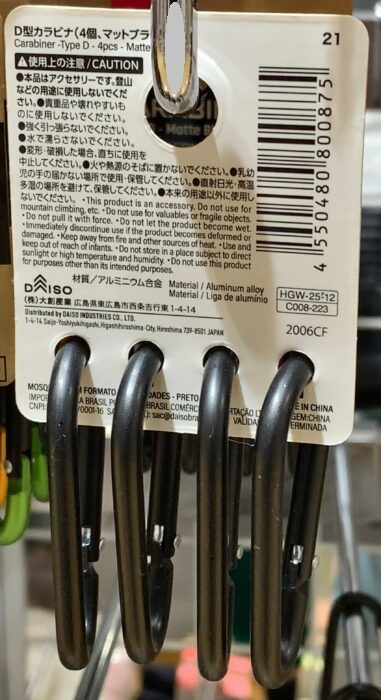 D型カラビナ(4個、マットブラ
Carabiner -Type D - 4pcs - Matte
21
▲使用上の注意/CAUTION
●本品はアクセサリーです。登山
などの用途に使用しないでくだ
さい。●貴重品や壊れやすいも
のに使用しないでください。
●強く引っ張らないでください。
●水で濡らさないでください。
●変形・破損した場合、直ちに使用を
中止してください。●火や熱源のそばに置かないでください。●乳幼
児の手の届かない場所で使用・保管してください。●直射日光・高温
多湿の場所を避けて、保管してください。●本来の用途以外に使用し
ないでください。・This product is an accessory. Do not use for
mountain climbing, etc. ・Do not use for valuables or fragile objects.
・Do not pull it with force. ・Do not let the product become wet.
・Immediately discontinue use if the product becomes deformed or
damaged. ・Keep away from fire and other sources of heat. ・Use and
keep out of reach of infants. ・Do not store in a place subject to direct
sunlight or high temperature and humidity. ・Do not use this product
for purposes other than its intended purposes.
- Matte B
4 550480 800875
DAISO
材質/アルミニウム合金 Material / Aluminum alloy
Material / Liga de alumínio
(株)大創産業 広島県東広島市西条吉行東 1-4-14
Distributed by DAISO INDUSTRIES CO., LTD.
1-4-14 Saijo-Yoshiyukihigashi, Higashihiroshima-City, Hiroshima 739-8501 JAPAN
HGW-25 12
C008-223
2006CF
FORMATO DADES - PRETO
BRASIL COMÉRC
CNPJ 0001-16 SAC: sac@daisobra
IN CHINA
GEM:CHINA